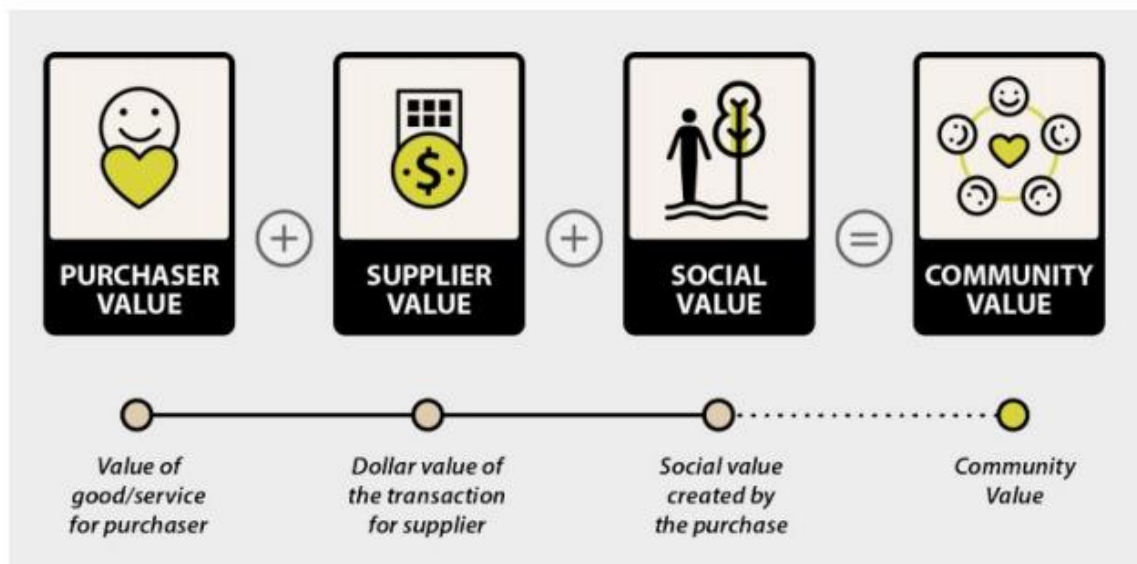 PURCHASER
VALUE
+
SUPPLIER
VALUE
+
SOCIAL
VALUE
=
COMMUNITY
VALUE
$
Value of
good/service
for purchaser
Dollar value of
the transaction
for supplier
Social value
created by
the purchase
Community
Value